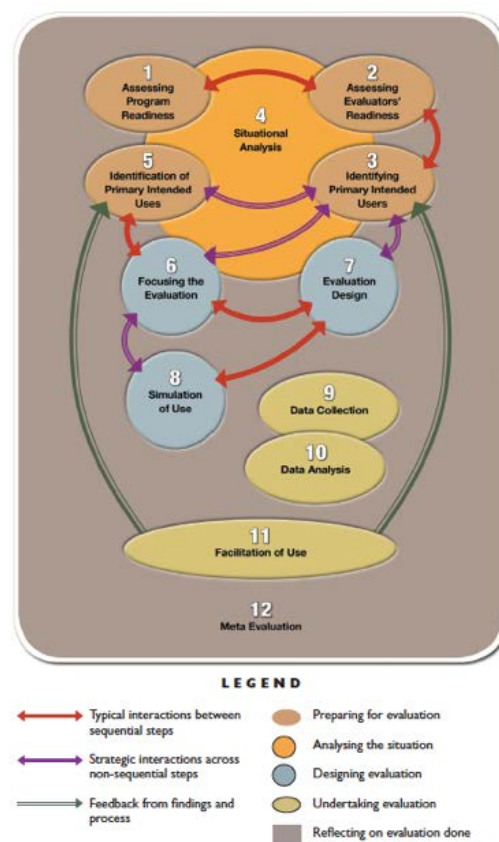 1
Assessing
Program
Readiness
2
Assessing
Evaluators'
Readiness
4
Situational
Analysis
5
Identification of
Primary Intended
Uses
3
Identifying
Primary Intended
Users
6
Focusing the
Evaluation
7
Evaluation
Design
8
Simulation
of Use
9
Data Collection
10
Data Analysis
11
Facilitation of Use
12
Meta Evaluation
LEGEND
Typical interactions between
sequential steps
Strategic interactions across
non-sequential steps
Feedback from findings and
process
Preparing for evaluation
Analysing the situation
Designing evaluation
Undertaking evaluation
Reflecting on evaluation done